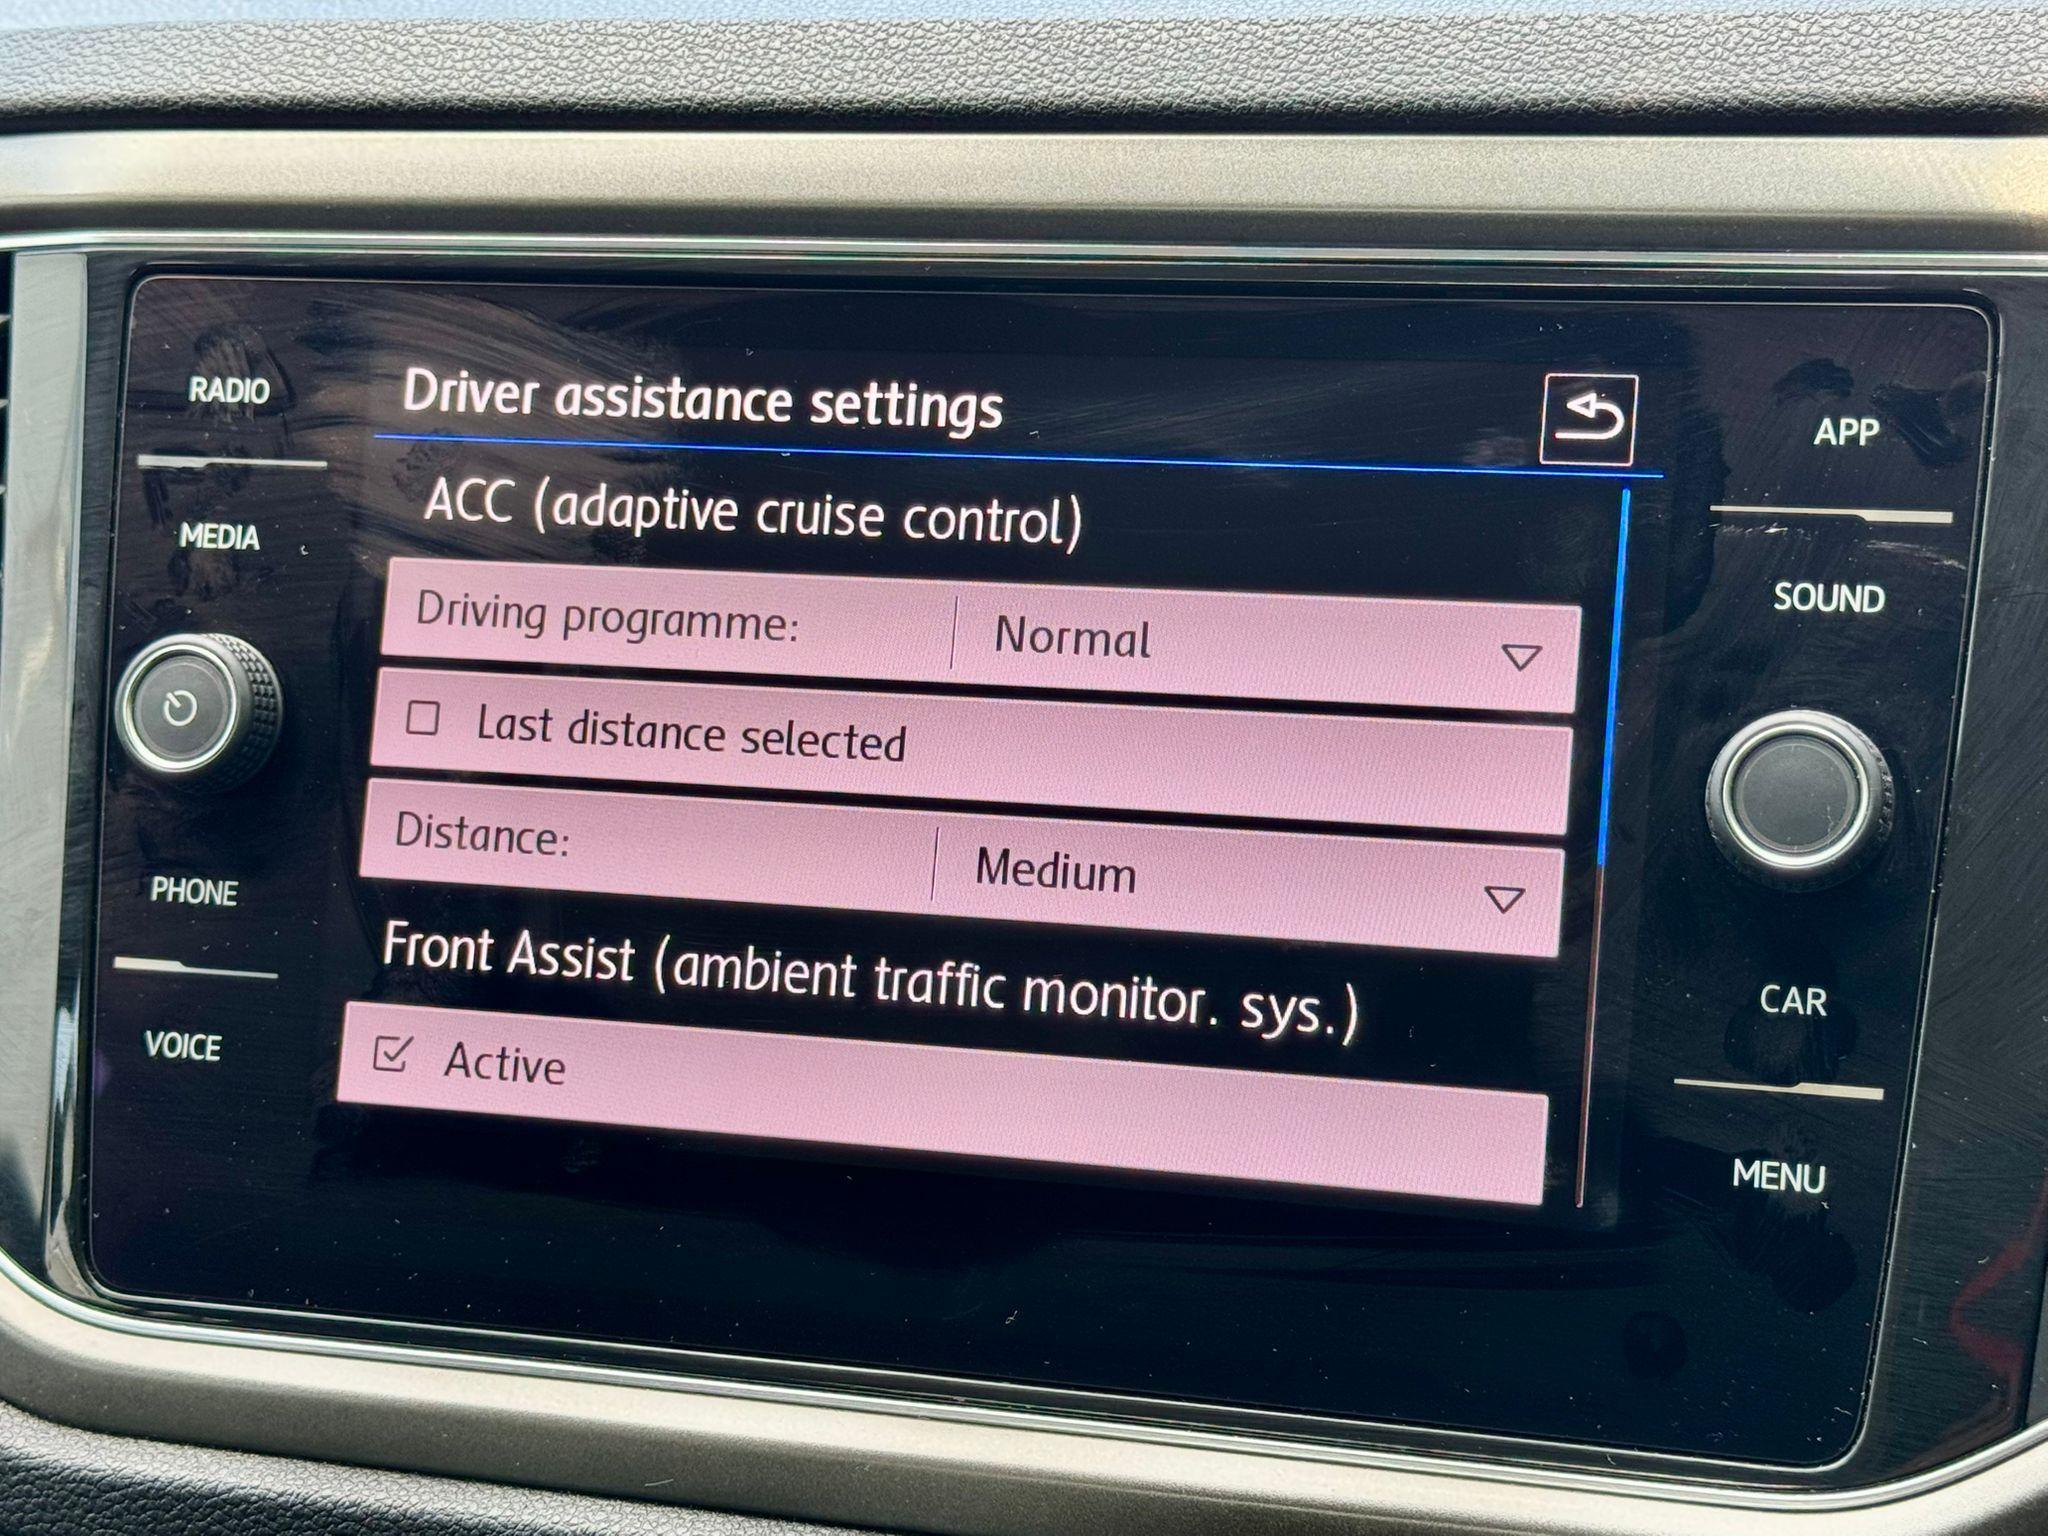 Driver assistance settings
ACC (adaptive cruise control)
Driving programme: Normal
Last distance selected
Distance: Medium
Front Assist (ambient traffic monitor. sys.)
Active
RADIO
MEDIA
PHONE
VOICE
APP
SOUND
CAR
MENU